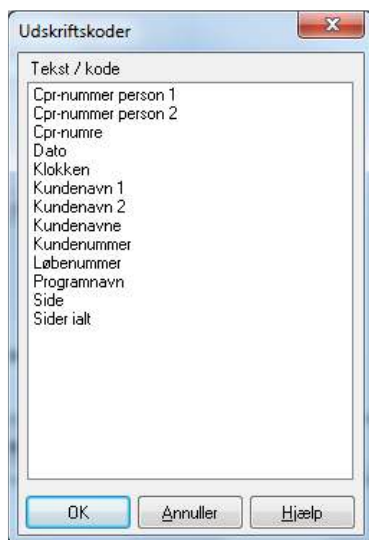 Udskriftskoder
Tekst / kode
Cpr-nummer person 1
Cpr-nummer person 2
Cpr-numre
Dato
Klokken
Kundenavn 1
Kundenavn 2
Kundenavne
Kundenummer
Løbenummer
Programnavn
Side
Sider ialt
OK Annuller Hjælp